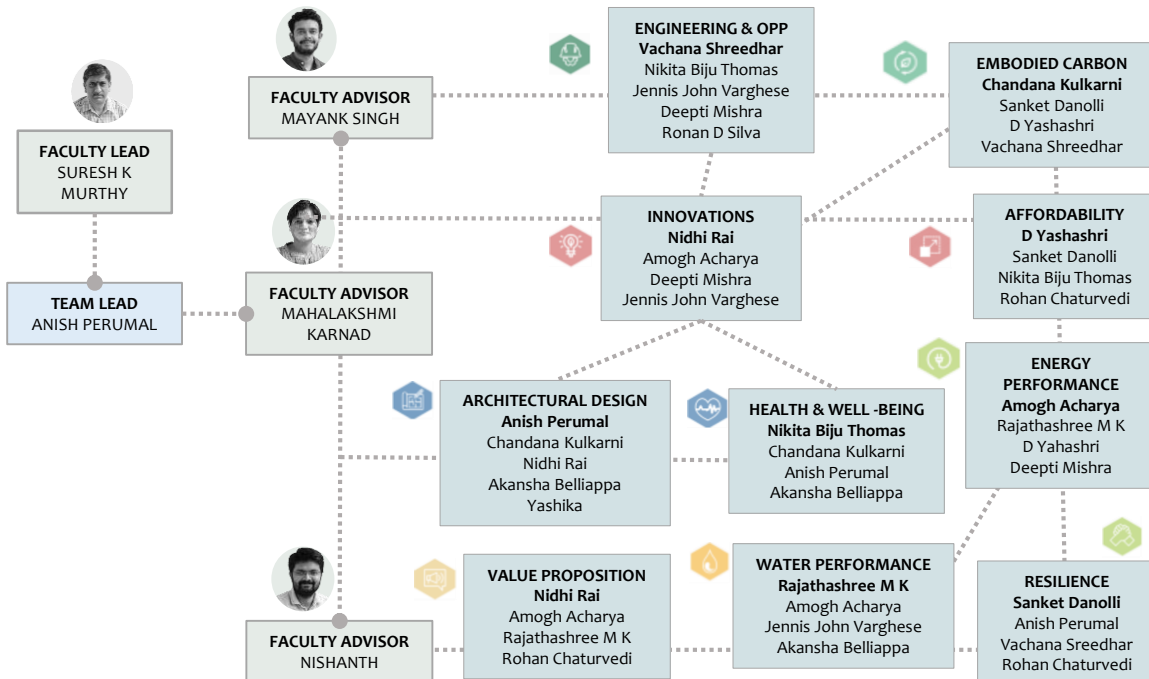 FACULTY LEAD
SURESH K
MURTHY
TEAM LEAD
ANISH PERUMAL
FACULTY ADVISOR
MAYANK SINGH
FACULTY ADVISOR
MAHALAKSHMI
KARNAD
FACULTY ADVISOR
NISHANTH
ENGINEERING & OPP
Vachana Shreedhar
Nikita Biju Thomas
Jennis John Varghese
Deepti Mishra
Ronan D Silva
EMBODIED CARBON
Chandana Kulkarni
Sanket Danolli
D Yashashri
Vachana Shreedhar
INNOVATIONS
Nidhi Rai
Amogh Acharya
Deepti Mishra
Jennis John Varghese
AFFORDABILITY
D Yashashri
Sanket Danolli
Nikita Biju Thomas
Rohan Chaturvedi
ARCHITECTURAL DESIGN
Anish Perumal
Chandana Kulkarni
Nidhi Rai
Akansha Belliappa
Yashika
HEALTH & WELL -BEING
Nikita Biju Thomas
Chandana Kulkarni
Anish Perumal
Akansha Belliappa
ENERGY
PERFORMANCE
Amogh Acharya
Rajathashree M K
D Yahashri
Deepti Mishra
VALUE PROPOSITION
Nidhi Rai
Amogh Acharya
Rajathashree M K
Rohan Chaturvedi
WATER PERFORMANCE
Rajathashree M K
Amogh Acharya
Jennis John Varghese
Akansha Belliappa
RESILIENCE
Sanket Danolli
Anish Perumal
Vachana Sreedhar
Rohan Chaturvedi